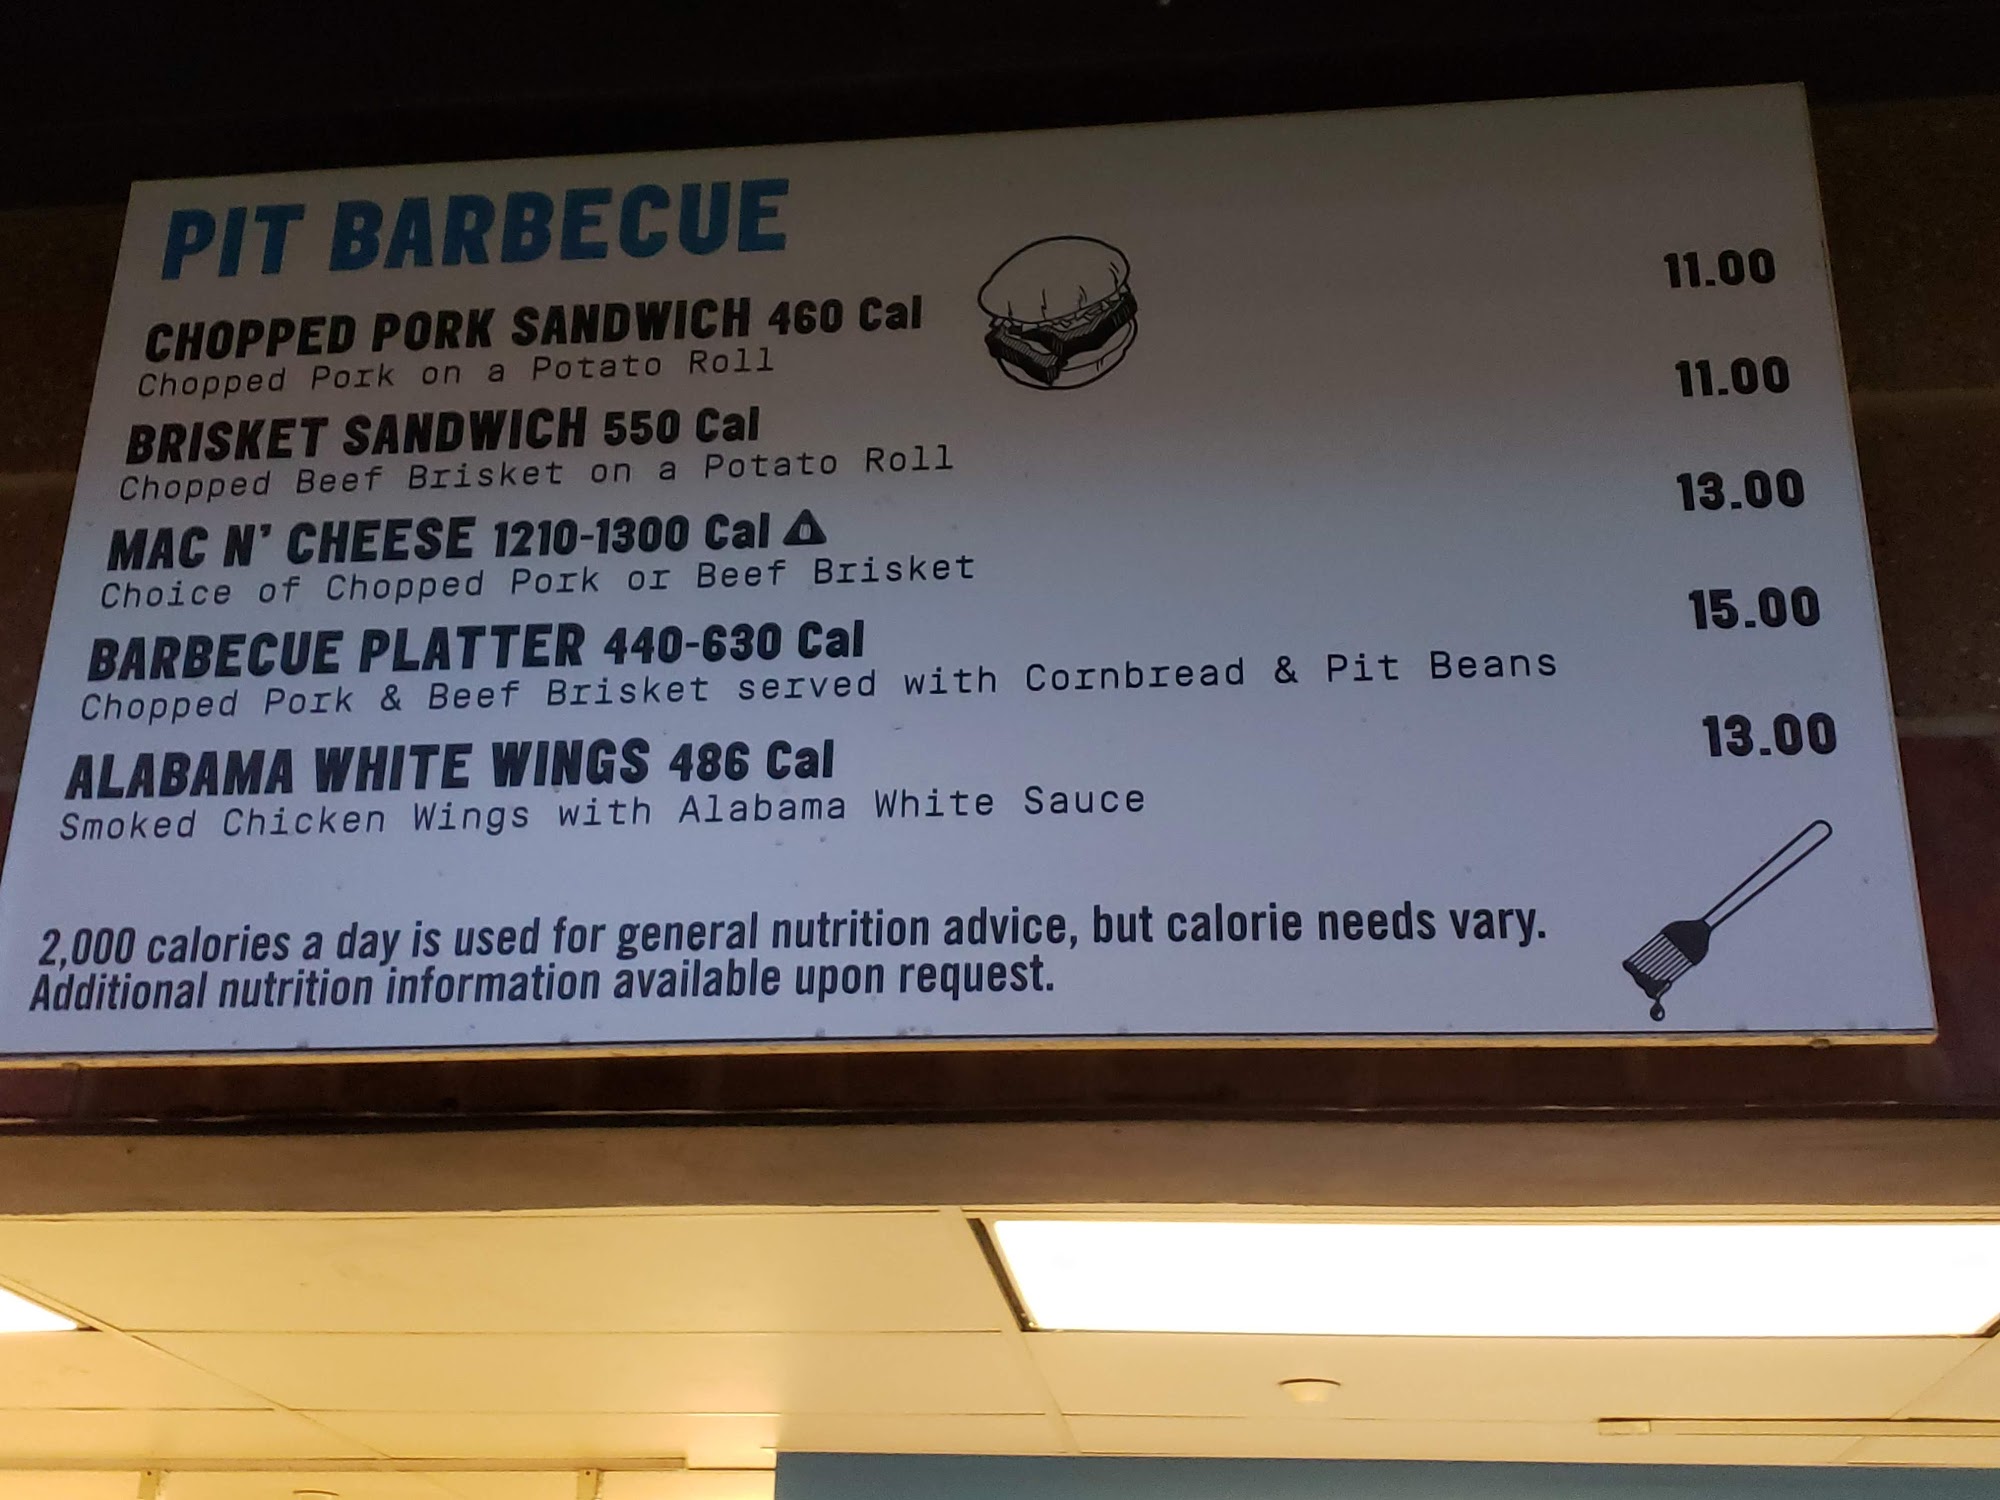 PIT BARBECUE
CHOPPED PORK SANDWICH 460 Cal 11.00
Chopped Pork on a Potato Roll
BRISKET SANDWICH 550 Cal 11.00
Chopped Beef Brisket on a Potato Roll
MAC N' CHEESE 1210-1300 Cal 13.00
Choice of Chopped Pork or Beef Brisket
BARBECUE PLATTER 440-630 Cal 15.00
Chopped Pork & Beef Brisket served with Cornbread & Pit Beans
ALABAMA WHITE WINGS 486 Cal 13.00
Smoked Chicken Wings with Alabama White Sauce
2,000 calories a day is used for general nutrition advice, but calorie needs vary.
Additional nutrition information available upon request.